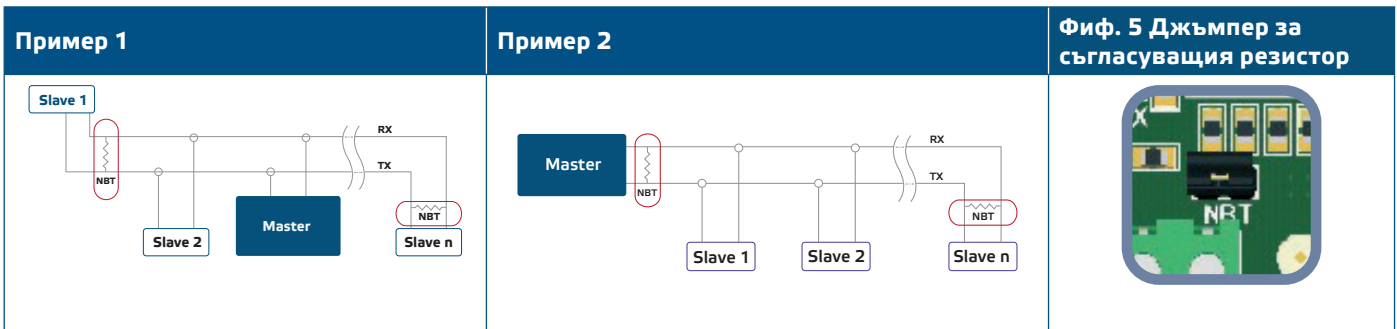 Пример 1
Пример 2
Фиф. 5 Джъмпер за
съгласуващия резистор
Slave 1
RX
TX
NBT
NBT
Slave 2
Master
Slave n
Master
RX
TX
NBT
NBT
Slave 1
Slave 2
Slave n
X
NBT